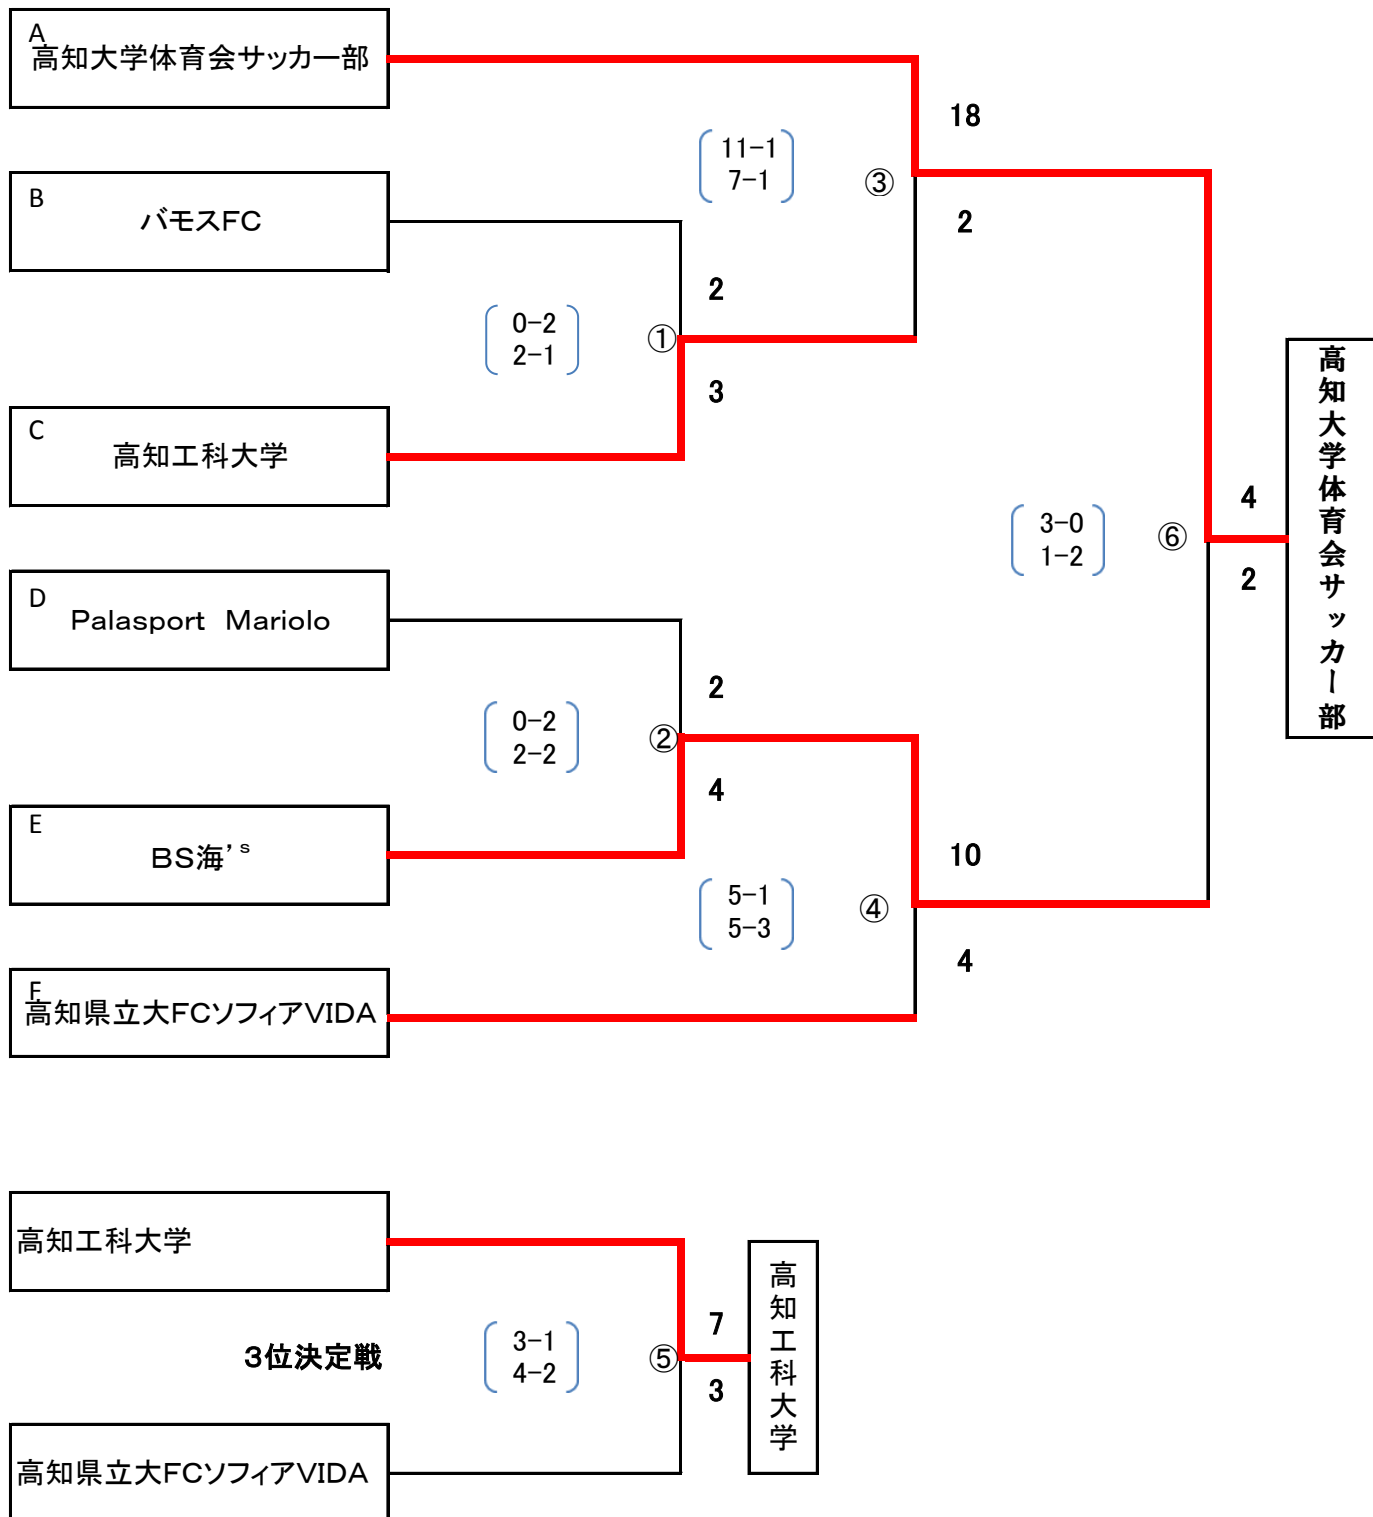 A
高知大学体育会サッカー部
18
11-1
7-1
③
B
バモスFC
2
2
0-2
2-1
①
3
C
高知工科大学
高知大学体育会サッカー部
4
3-0
1-2
⑥
2
D
Palasport　Mariolo
2
0-2
2-2
②
4
E
BS海’ｓ
10
5-1
5-3
④
4
F
高知県立大FCソフィアVIDA
高知工科大学
高知工科大学
7
3位決定戦
3-1
4-2
⑤
3
高知県立大FCソフィアVIDA